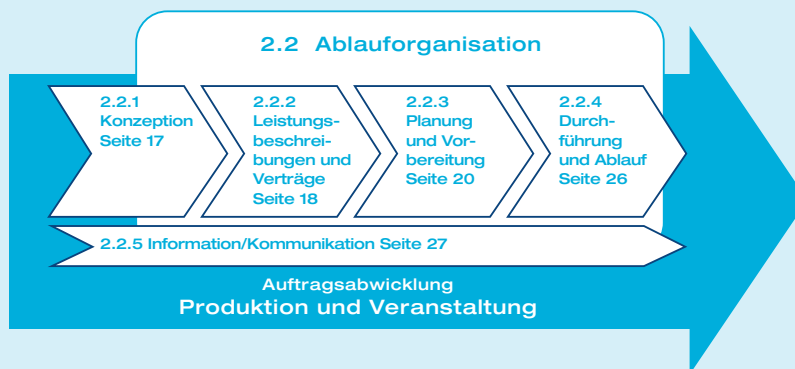 2.2 Ablauforganisation
2.2.1
Konzeption
Seite 17
2.2.2
Leistungs-
beschrei-
bungen und
Verträge
Seite 18
2.2.3
Planung
und Vor-
bereitung
Seite 20
2.2.4
Durch-
führung
und Ablauf
Seite 26
2.2.5 Information/Kommunikation Seite 27
Auftragsabwicklung
Produktion und Veranstaltung